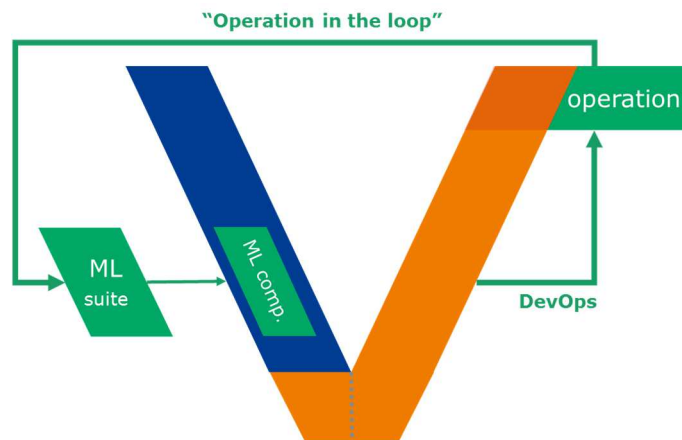 “Operation in the loop”
operation
ML
suite
ML comp.
DevOps